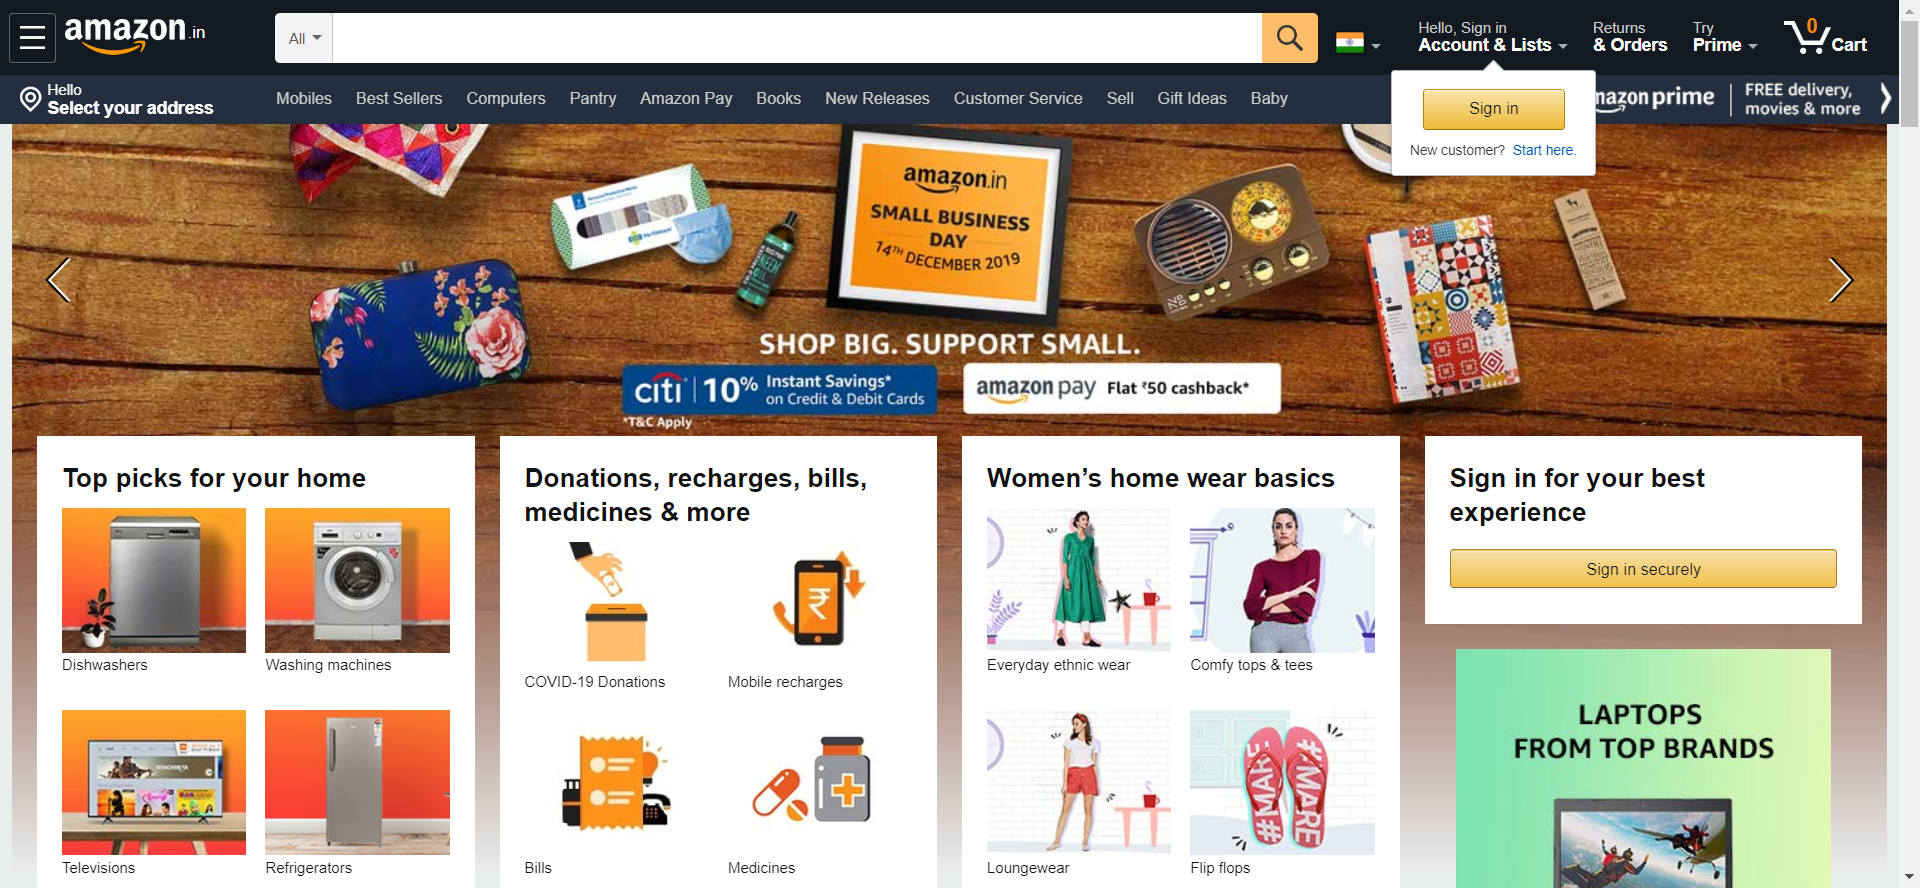 amazon.in
All
Hello, Sign in
Account & Lists
Returns
& Orders
Try
Prime
0
Cart
Hello
Select your address
Mobiles
Best Sellers
Computers
Pantry
Amazon Pay
Books
New Releases
Customer Service
Sell
Gift Ideas
Baby
Sign in
New customer? Start here.
mazon prime
FREE delivery,
movies & more
amazon.in
SMALL BUSINESS
DAY
14TH DECEMBER 2019
SHOP BIG. SUPPORT SMALL.
citi
10% Instant Savings*
on Credit & Debit Cards
amazon pay
Flat ₹50 cashback*
*T&C Apply
Top picks for your home
Dishwashers
Washing machines
Televisions
Refrigerators
Donations, recharges, bills,
medicines & more
COVID-19 Donations
Mobile recharges
₹
Bills
Medicines
Women’s home wear basics
Everyday ethnic wear
Comfy tops & tees
Loungewear
#MARE
#MARE
Flip flops
Sign in for your best
experience
Sign in securely
LAPTOPS
FROM TOP BRANDS